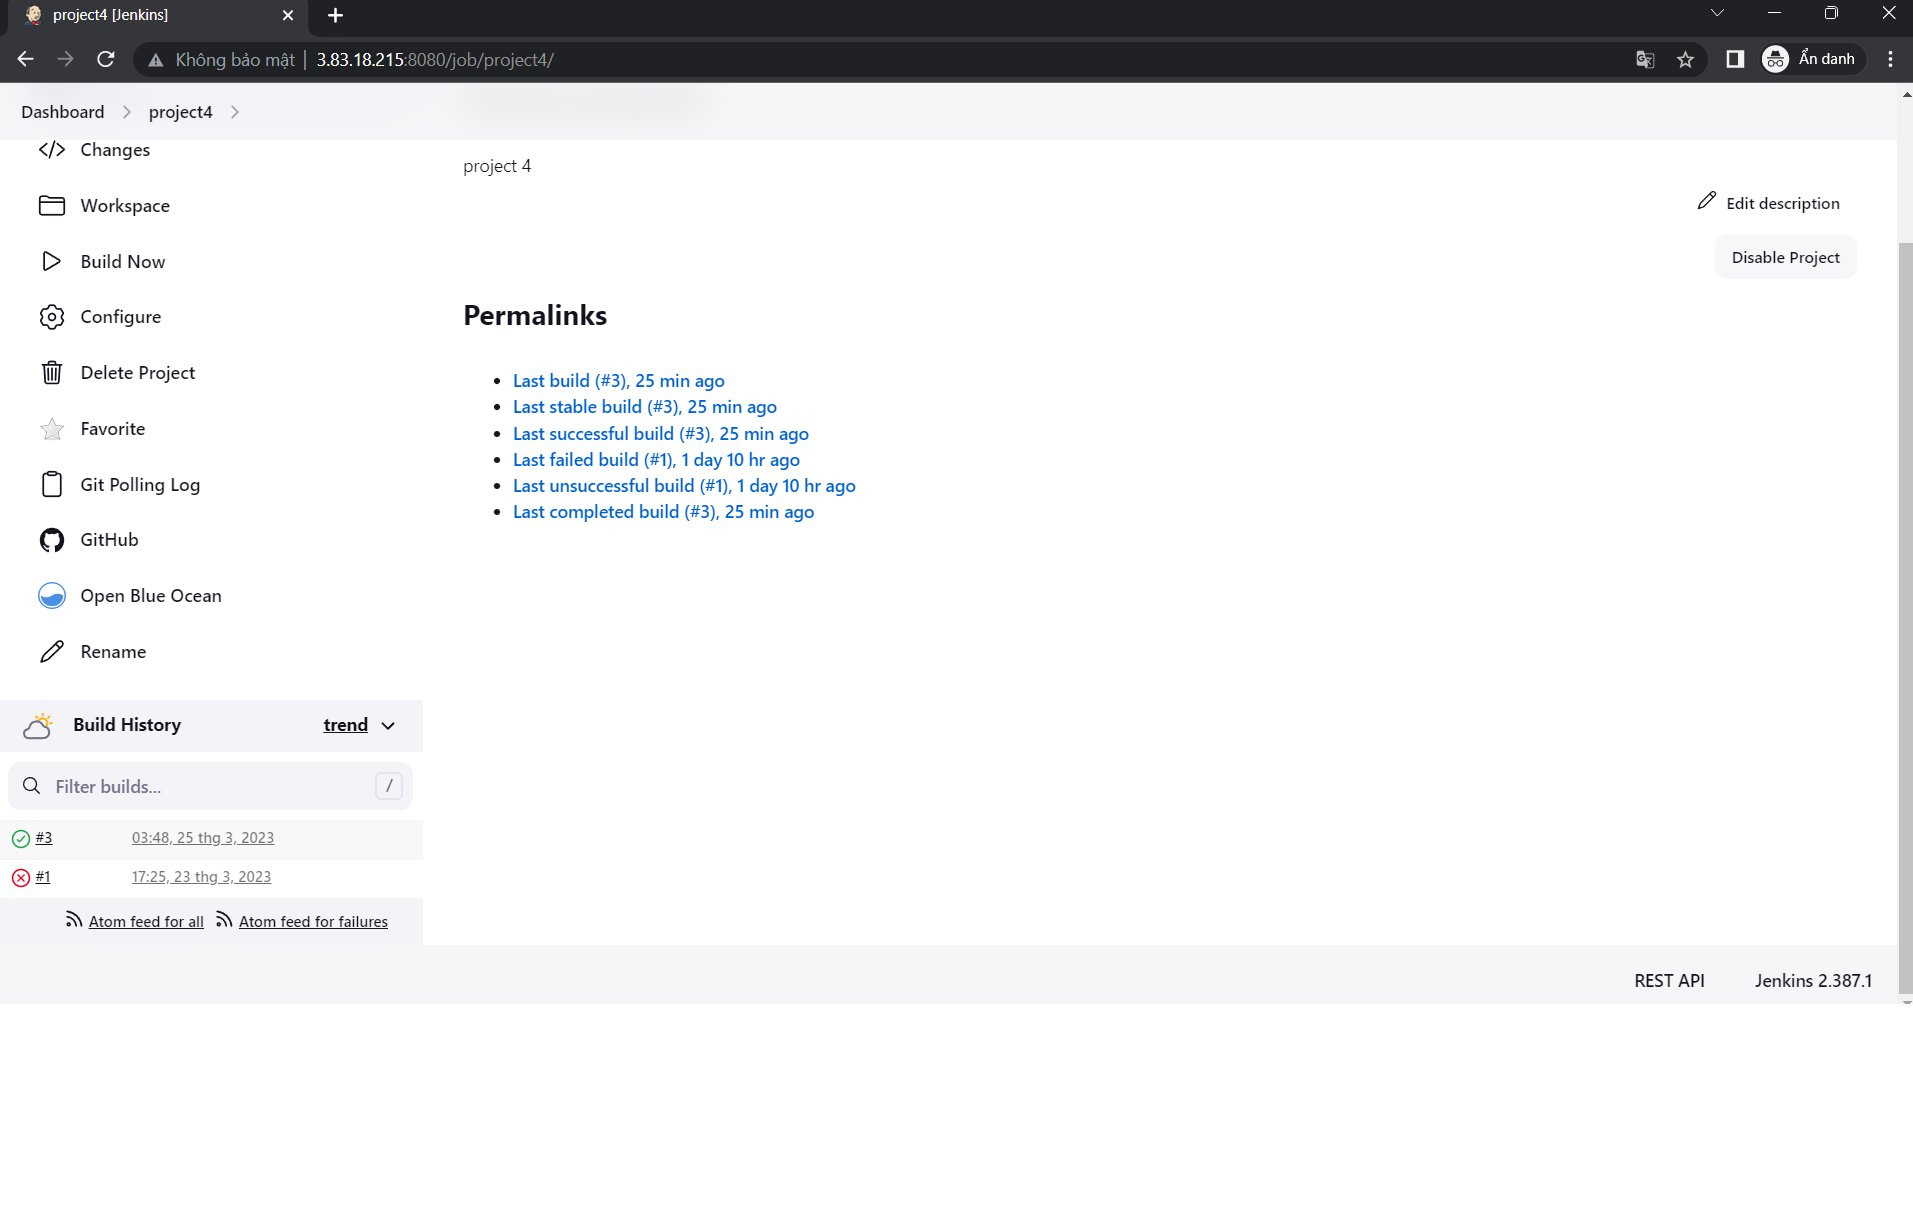 project4 [Jenkins]
Không bảo mật 3.83.18.215:8080/job/project4/
Ẩn danh
Dashboard
project4
Changes
Workspace
Build Now
Configure
Delete Project
Favorite
Git Polling Log
GitHub
Open Blue Ocean
Rename
Build History
trend
Filter builds...
/
#3 03:48, 25 thg 3, 2023
#1 17:25, 23 thg 3, 2023
Atom feed for all Atom feed for failures
project 4
Edit description
Disable Project
Permalinks
Last build (#3), 25 min ago
Last stable build (#3), 25 min ago
Last successful build (#3), 25 min ago
Last failed build (#1), 1 day 10 hr ago
Last unsuccessful build (#1), 1 day 10 hr ago
Last completed build (#3), 25 min ago
REST API
Jenkins 2.387.1